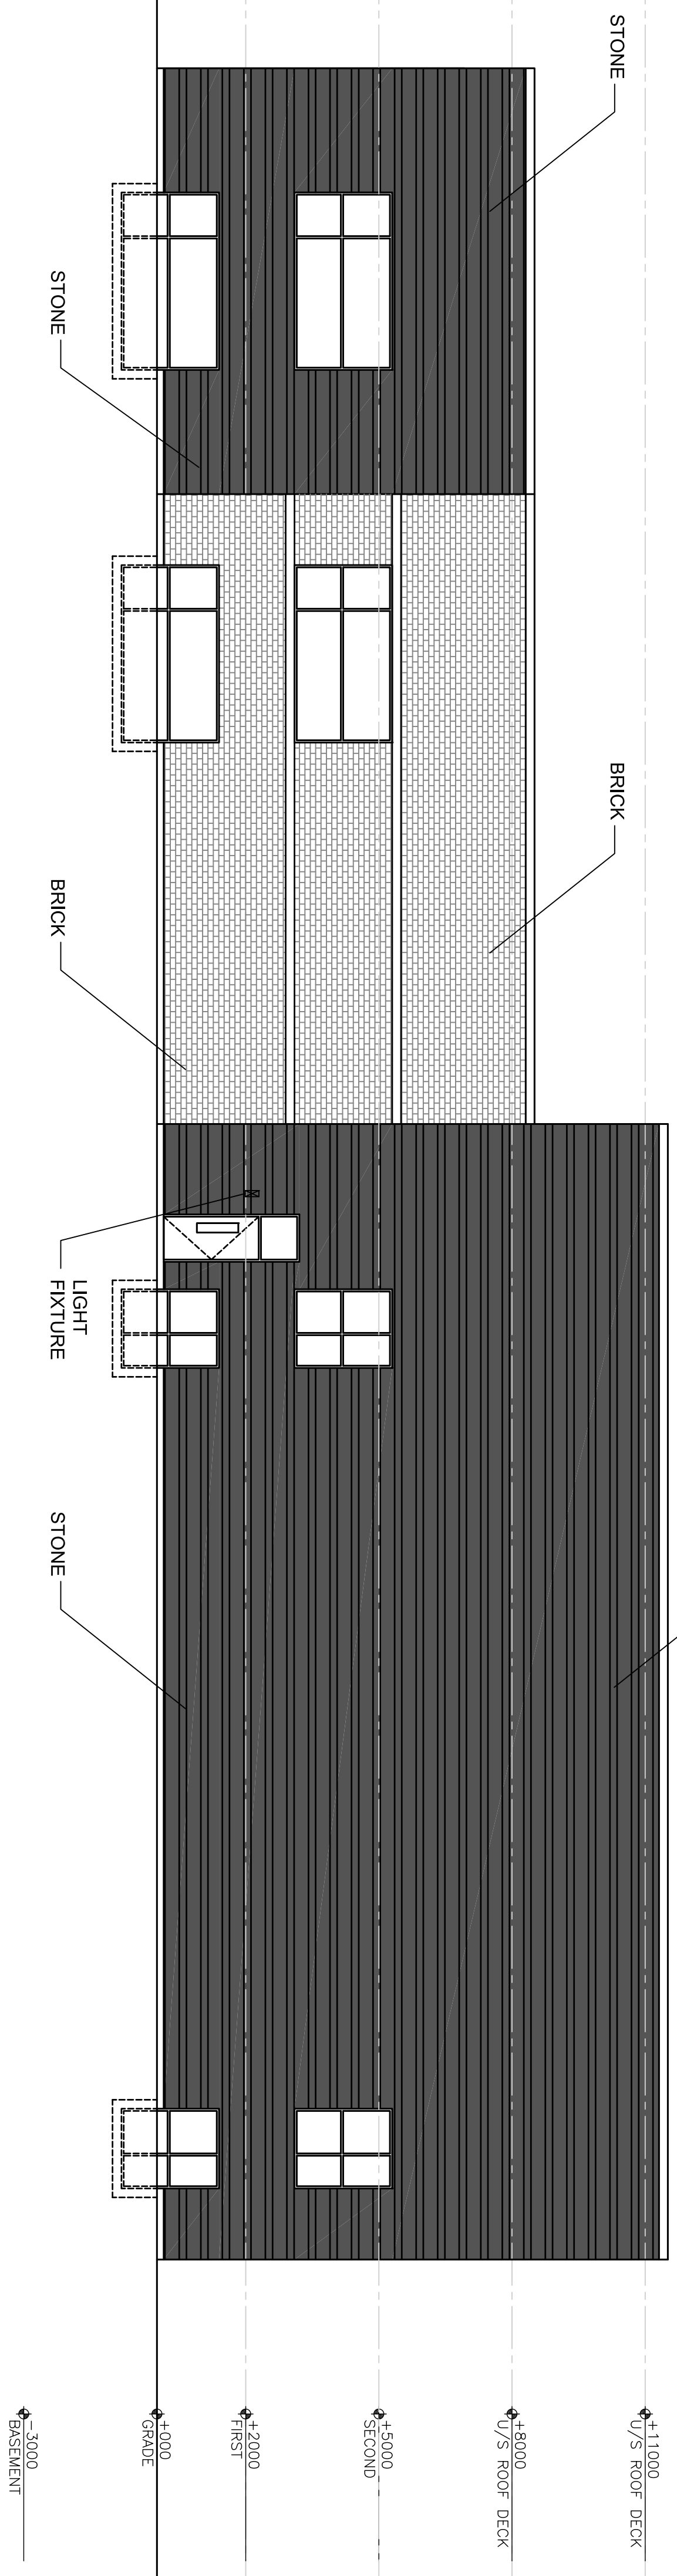 STONE
BRICK
STONE
BRICK
LIGHT
FIXTURE
STONE
+11000
U/S ROOF DECK
+8000
U/S ROOF DECK
+5000
SECOND
+2000
FIRST
+000
GRADE
-3000
BASEMENT